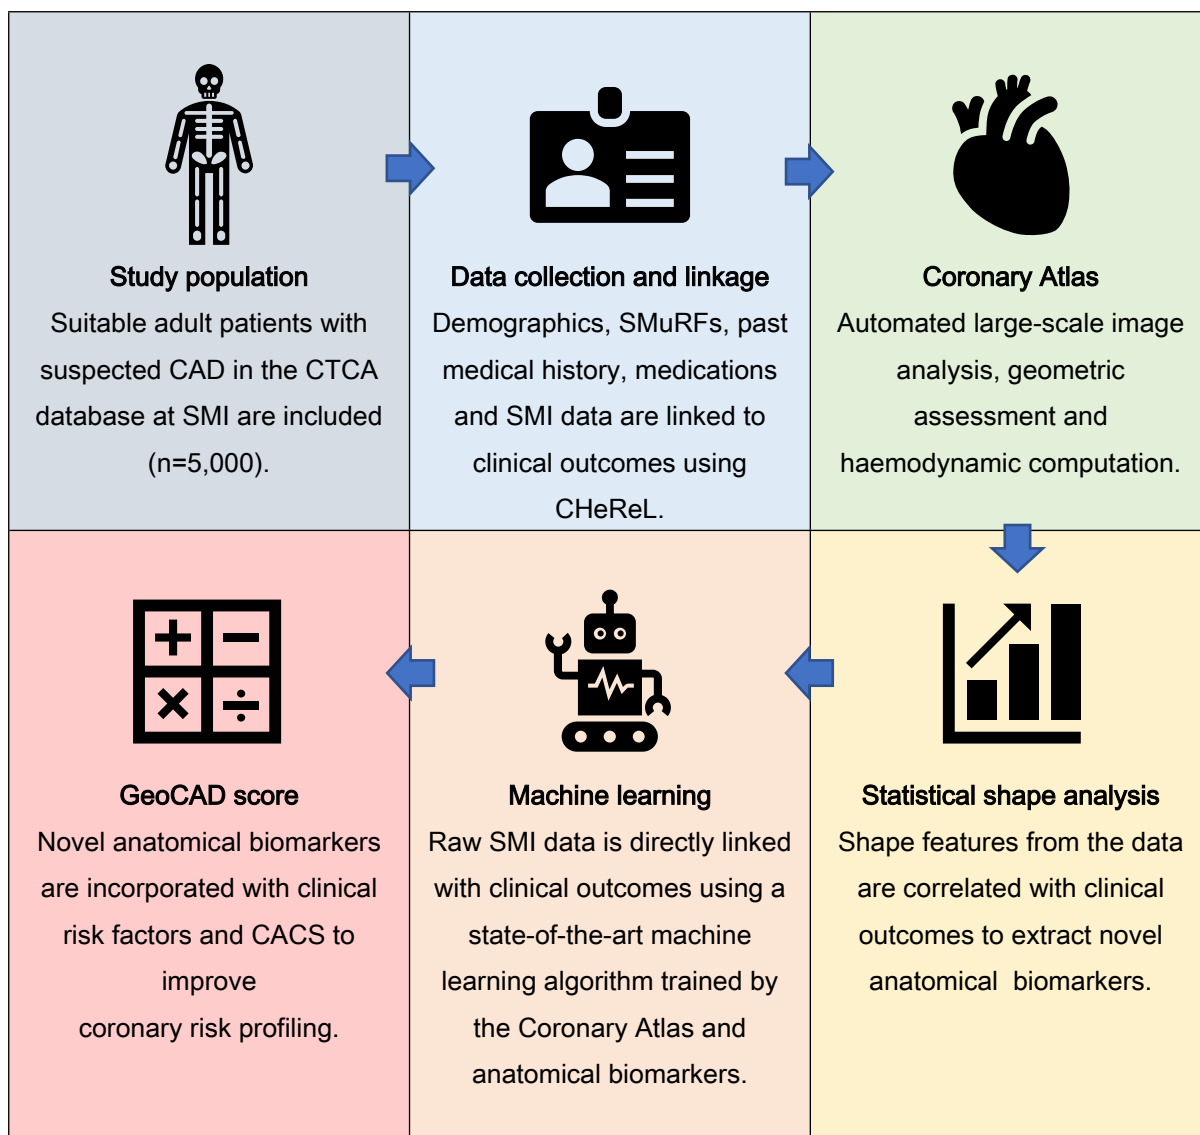 Study population
Suitable adult patients with
suspected CAD in the CTCA
database at SMI are included
(n=5,000).
Data collection and linkage
Demographics, SMuRFs, past
medical history, medications
and SMI data are linked to
clinical outcomes using
CHeReL.
Coronary Atlas
Automated large-scale image
analysis, geometric
assessment and
haemodynamic computation.
GeoCAD score
Novel anatomical biomarkers
are incorporated with clinical
risk factors and CACS to
improve
coronary risk profiling.
Machine learning
Raw SMI data is directly linked
with clinical outcomes using a
state-of-the-art machine
learning algorithm trained by
the Coronary Atlas and
anatomical biomarkers.
Statistical shape analysis
Shape features from the data
are correlated with clinical
outcomes to extract novel
anatomical  biomarkers.